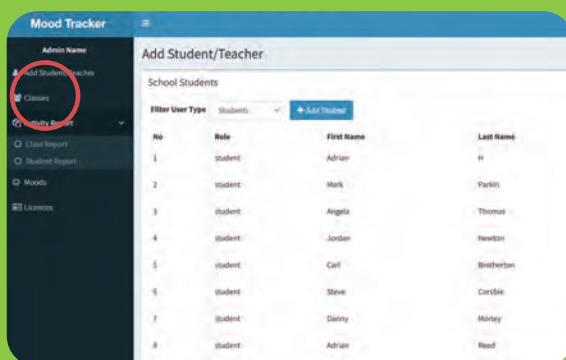 Mood Tracker
Admin Name
Add Student/Teacher
Classes
Activity Report
Class Report
Student Report
Moods
Licences
Add Student/Teacher
School Students
Filter User Type Students + Add Student
No Role First Name Last Name
1 student Adrian H
2 student Mark Parkin
3 student Angela Thomas
4 student Jordan Newton
5 student Carl Brotherton
6 student Steve Corsbie
7 student Danny Morley
8 student Adrian Reed